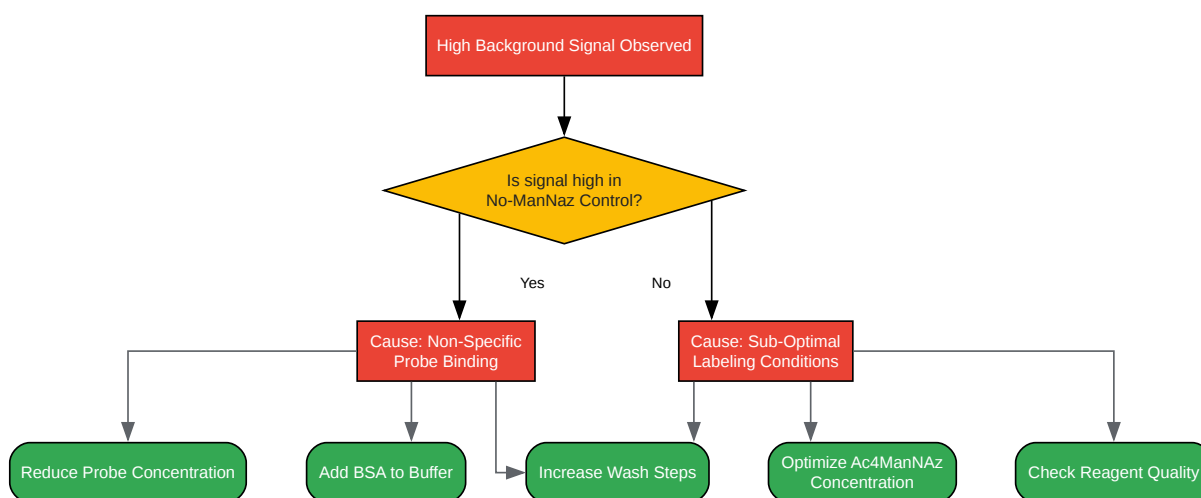 High Background Signal Observed
Is signal high in
No-ManNaz Control?
Yes
No
Cause: Non-Specific
Probe Binding
Cause: Sub-Optimal
Labeling Conditions
Reduce Probe Concentration
Add BSA to Buffer
Increase Wash Steps
Optimize Ac4ManNAz
Concentration
Check Reagent Quality